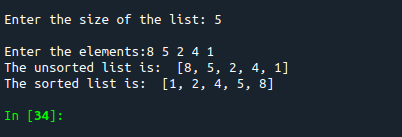 Enter the size of the list: 5
Enter the elements:8 5 2 4 1
The unsorted list is:  [8, 5, 2, 4, 1]
The sorted list is:  [1, 2, 4, 5, 8]
In [34]: